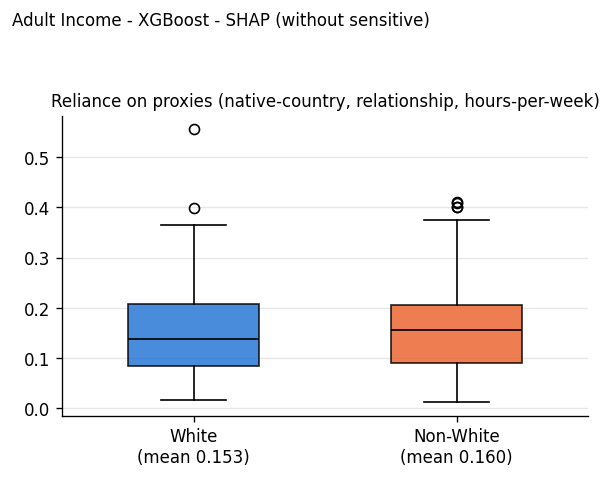 Adult Income - XGBoost - SHAP (without sensitive)
Reliance on proxies (native-country, relationship, hours-per-week)
0.5
0.4
0.3
0.2
0.1
0.0
White
(mean 0.153)
Non-White
(mean 0.160)